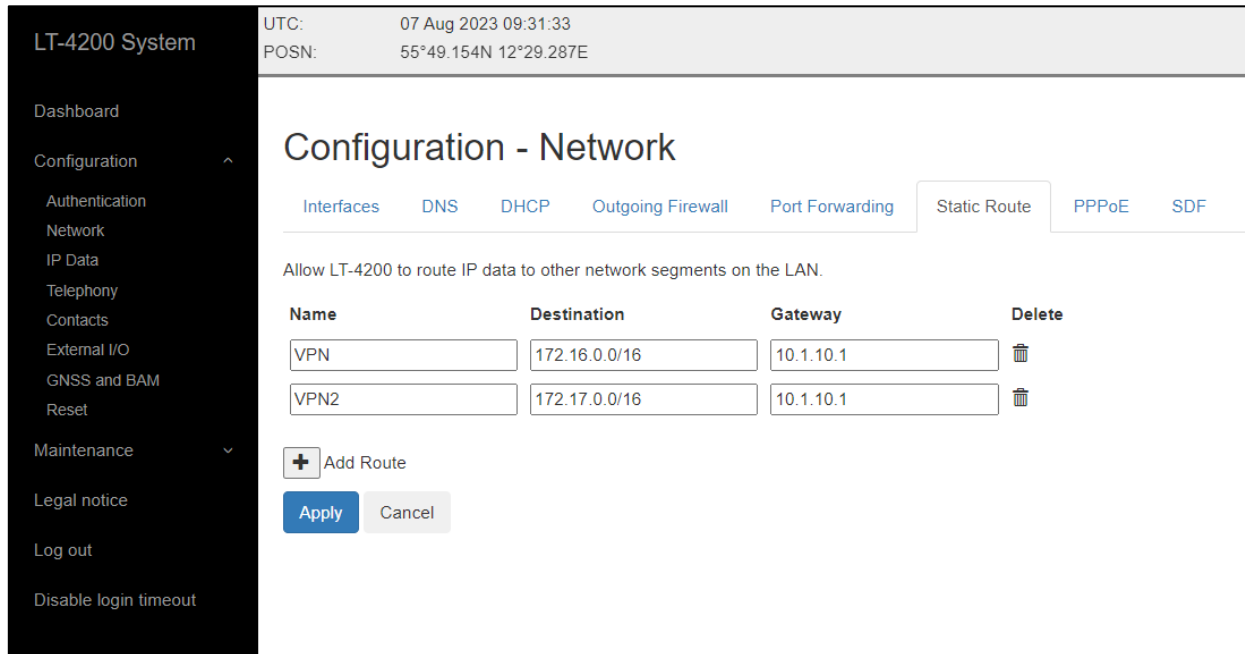 LT-4200 System
Dashboard
Configuration
Authentication
Network
IP Data
Telephony
Contacts
External I/O
GNSS and BAM
Reset
Maintenance
Legal notice
Log out
Disable login timeout
UTC: 07 Aug 2023 09:31:33
POSN: 55°49.154N 12°29.287E
Configuration - Network
Interfaces DNS DHCP Outgoing Firewall Port Forwarding Static Route PPPoE SDF
Allow LT-4200 to route IP data to other network segments on the LAN.
Name Destination Gateway Delete
VPN 172.16.0.0/16 10.1.10.1
VPN2 172.17.0.0/16 10.1.10.1
Add Route
Apply Cancel